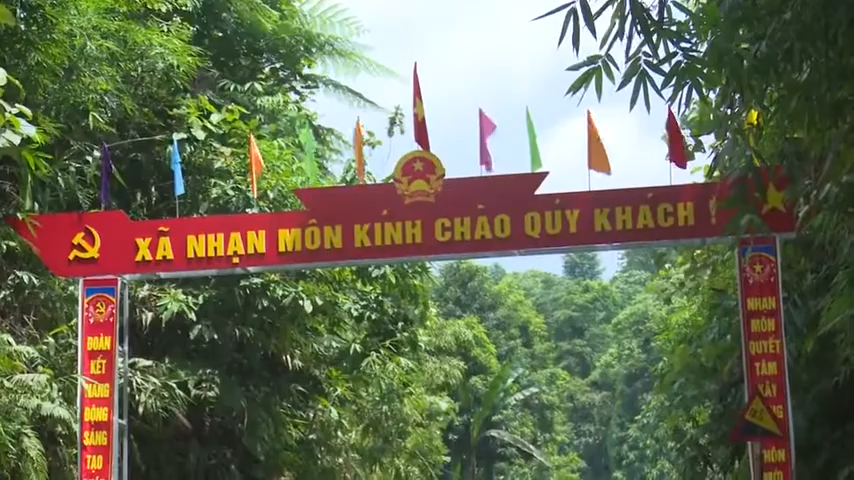 XÃ NHẠN MÔN KÍNH CHÀO QUÝ KHÁCH
ĐOÀN
KẾT
NĂNG
ĐỘNG
SÁNG
TẠO
NHẠN
MÔN
QUYẾT
TÂM
XÂY